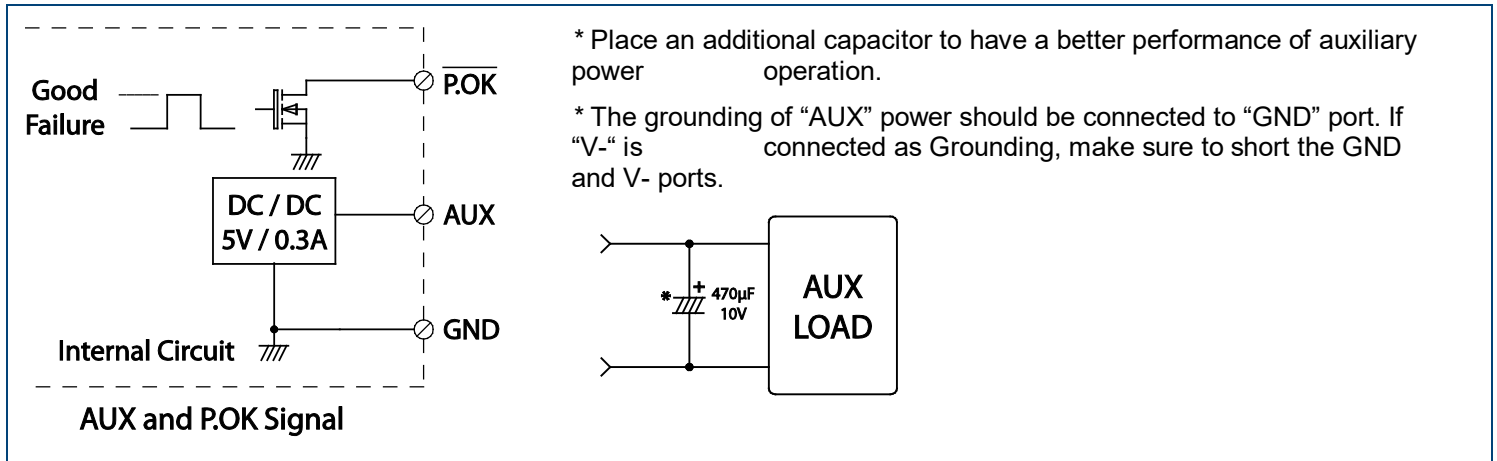 Good
Failure
P.OK
DC / DC
5V / 0.3A
AUX
GND
Internal Circuit
AUX and P.OK Signal
* Place an additional capacitor to have a better performance of auxiliary
power operation.
* The grounding of “AUX” power should be connected to “GND” port. If
“V-“ is connected as Grounding, make sure to short the GND
and V- ports.
* + 470µF
10V
AUX
LOAD